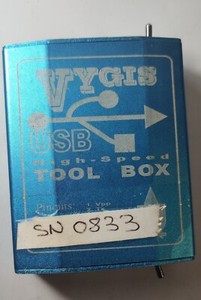 VYGIS
USB
High-Speed
TOOL BOX
SN 0833